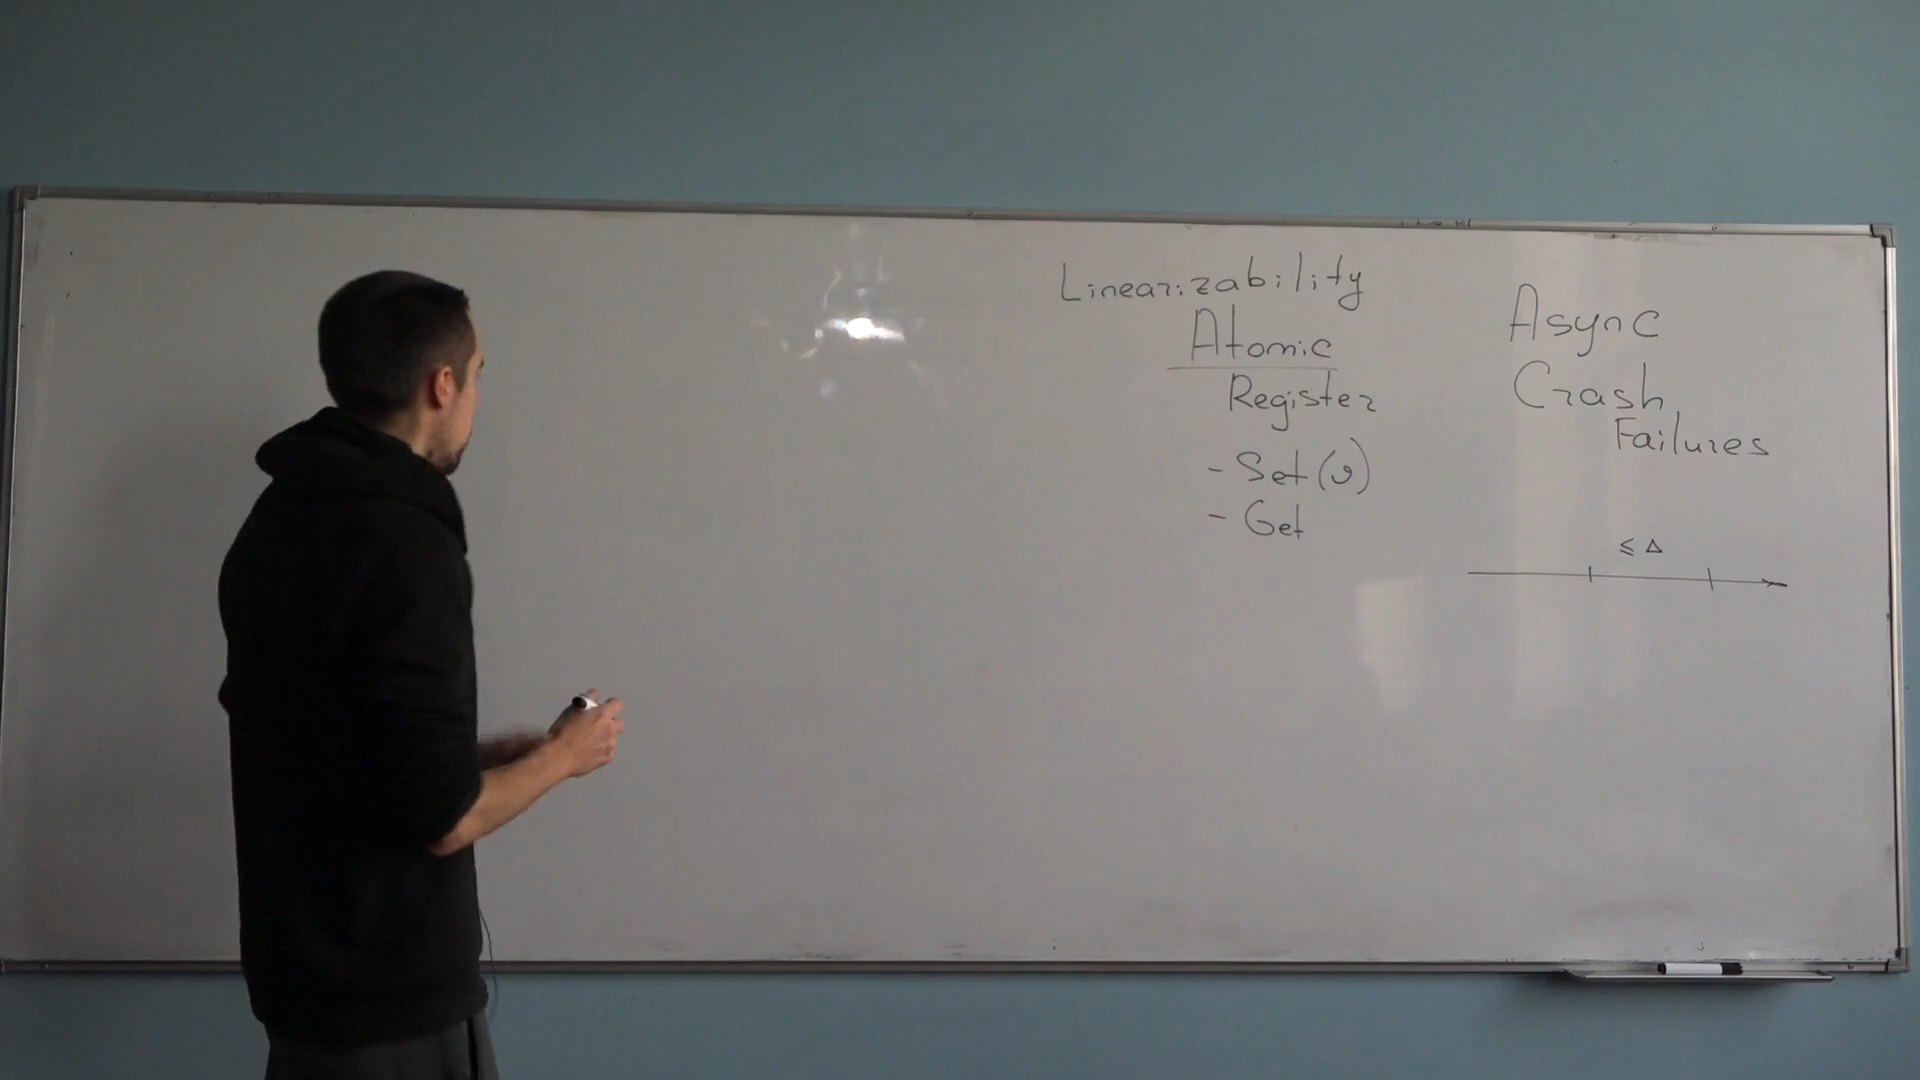 Linearizability
Atomic
Register
- Set(v)
- Get
Async
Crash
Failures
≤ Δ